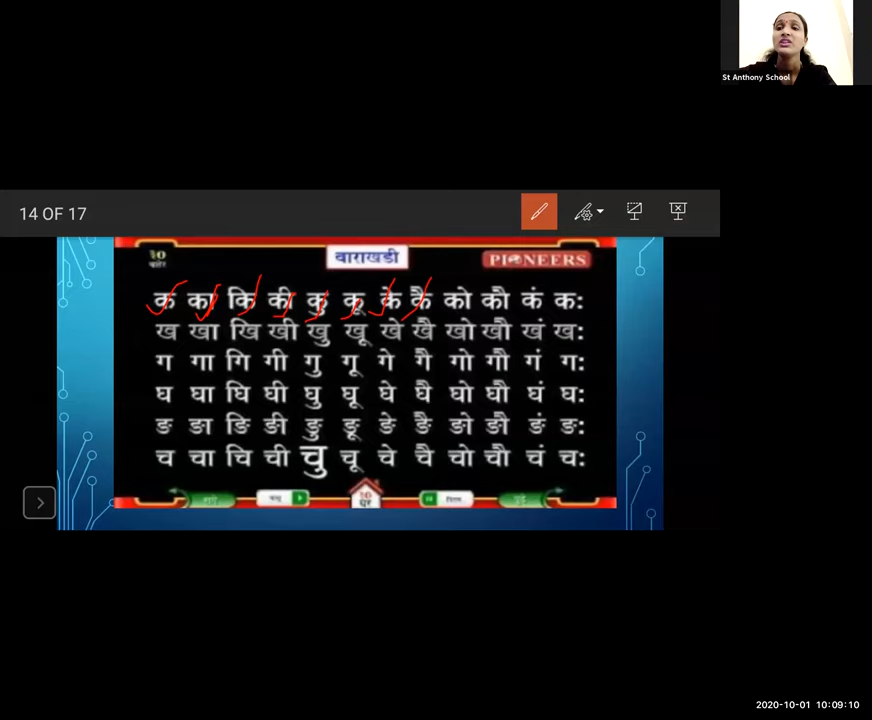 St Anthony School
14 OF 17
बाराखडी
PIONEERS
क का कि की कु कू के कै को कौ कं कः
ख खा खि खी खु खू खे खै खो खौ खं खः
ग गा गि गी गु गू गे गै गो गौ गं गः
घ घा घि घी घु घू घे घै घो घौ घं घः
ङ ङा ङि ङी ङु ङू ङे ङै ङो ङौ ङं ङः
च चा चि ची चु चू चे चै चो चौ चं चः
2020-10-01 10:09:10